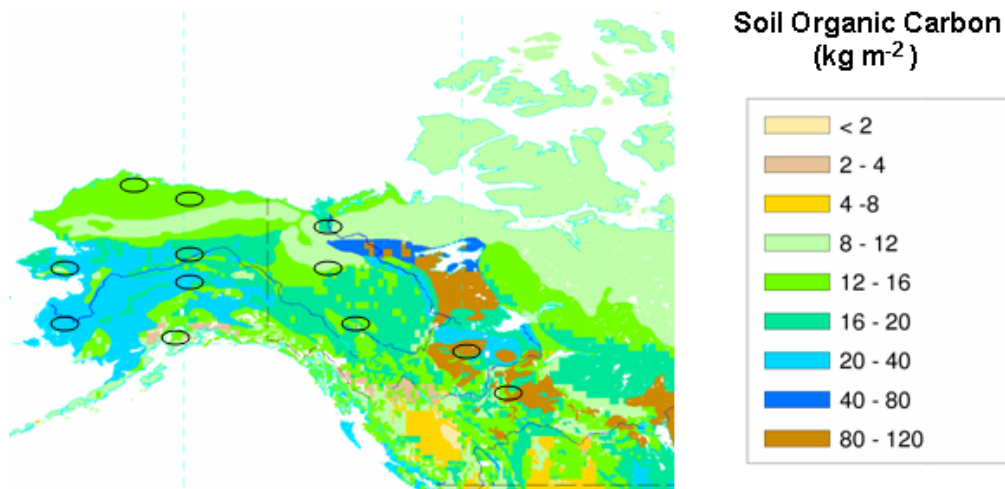 Soil Organic Carbon
(kg m-2 )
< 2
2 - 4
4 -8
8 - 12
12 - 16
16 - 20
20 - 40
40 - 80
80 - 120